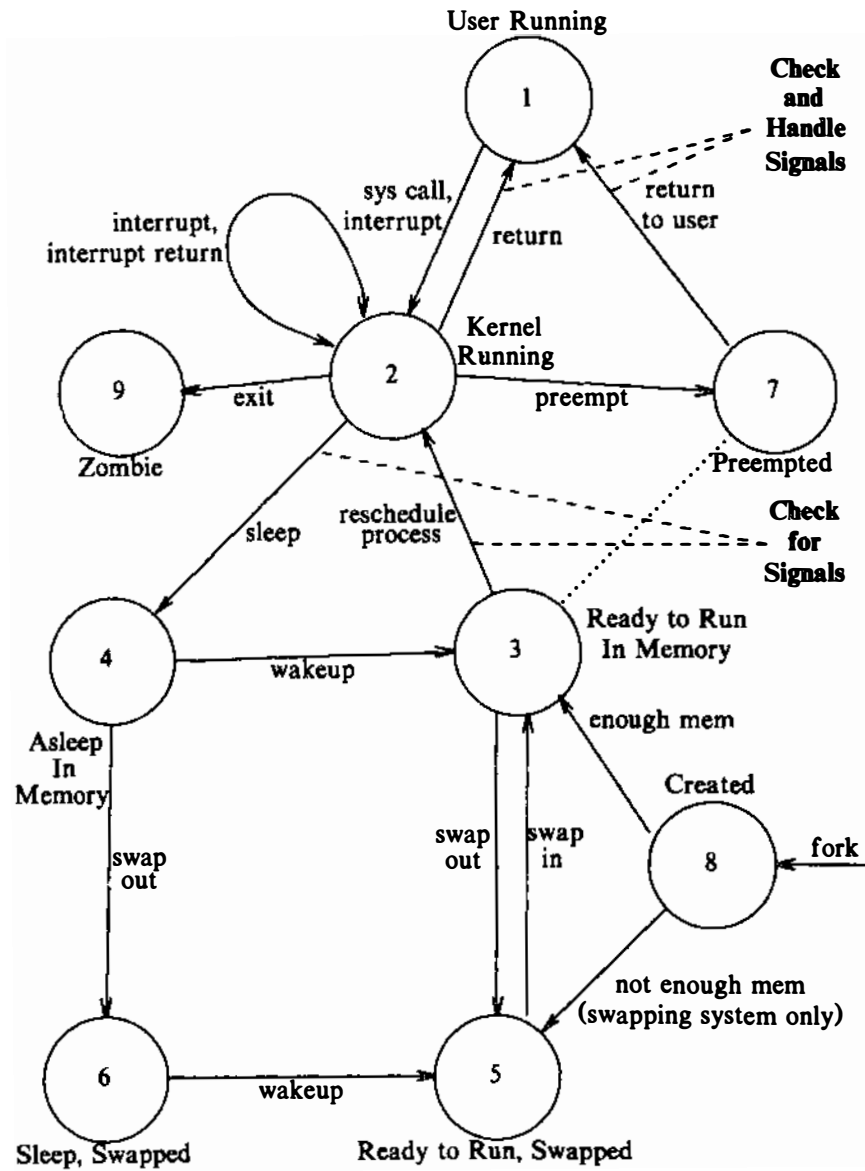 User Running
1
Check
and
Handle
Signals
sys call,
interrupt
return
return
to user
interrupt,
interrupt return
Kernel
Running
2
9
exit
Zombie
preempt
7
Preempted
sleep
reschedule
process
Check
for
Signals
4
wakeup
3
Ready to Run
In Memory
Asleep
In
Memory
enough mem
Created
swap
out
swap
out
swap
in
8
fork
not enough mem
(swapping system only)
6
wakeup
5
Sleep, Swapped
Ready to Run, Swapped